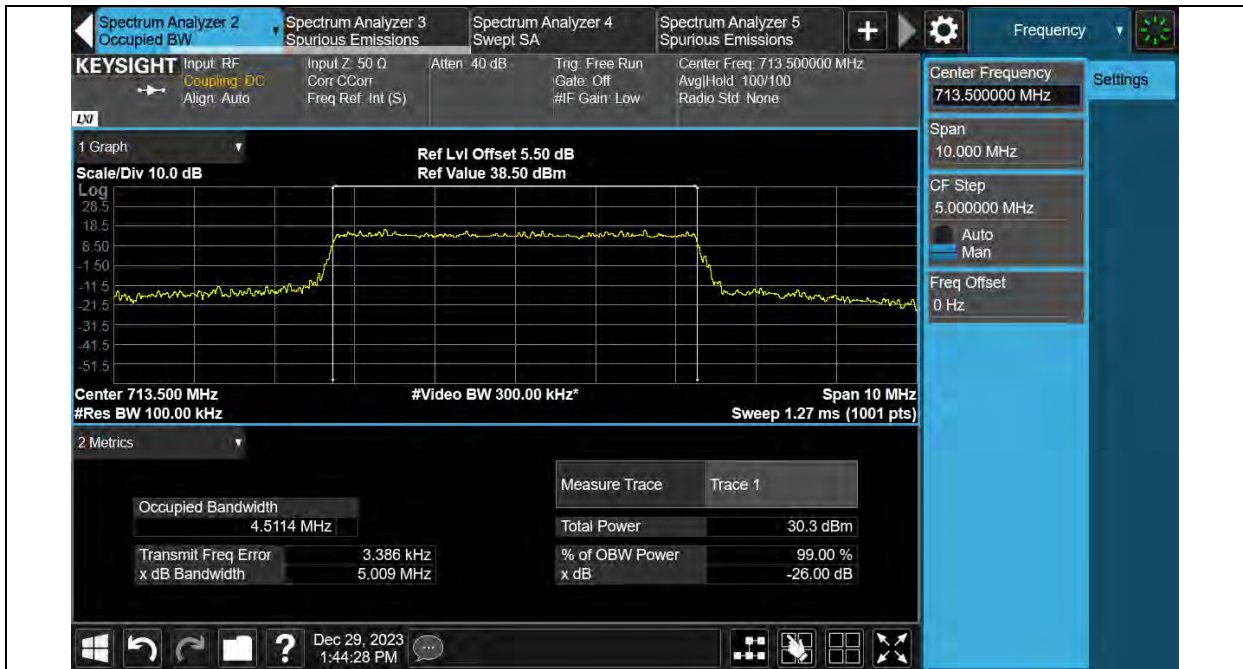 Spectrum Analyzer 2
Occupied BW
Spectrum Analyzer 3
Spurious Emissions
Spectrum Analyzer 4
Swept SA
Spectrum Analyzer 5
Spurious Emissions
+
Frequency
KEYSIGHT
LXI
Input: RF
Coupling: DC
Align: Auto
Input Z: 50 Ω
Corr CCorr
Freq Ref: Int (S)
Atten: 40 dB
Trig: Free Run
Gate: Off
#IF Gain: Low
Center Freq: 713.500000 MHz
Avg|Hold: 100/100
Radio Std: None
Center Frequency
713.500000 MHz
Settings
Span
10.000 MHz
CF Step
5.000000 MHz
Auto
Man
Freq Offset
0 Hz
1 Graph
Scale/Div 10.0 dB
Ref Lvl Offset 5.50 dB
Ref Value 38.50 dBm
Log
28.5
18.5
8.50
-1.50
-11.5
-21.5
-31.5
-41.5
-51.5
Center 713.500 MHz
#Res BW 100.00 kHz
#Video BW 300.00 kHz*
Span 10 MHz
Sweep 1.27 ms (1001 pts)
2 Metrics
Occupied Bandwidth
4.5114 MHz
Transmit Freq Error 3.386 kHz
x dB Bandwidth 5.009 MHz
Measure Trace Trace 1
Total Power 30.3 dBm
% of OBW Power 99.00 %
x dB -26.00 dB
?
Dec 29, 2023
1:44:28 PM